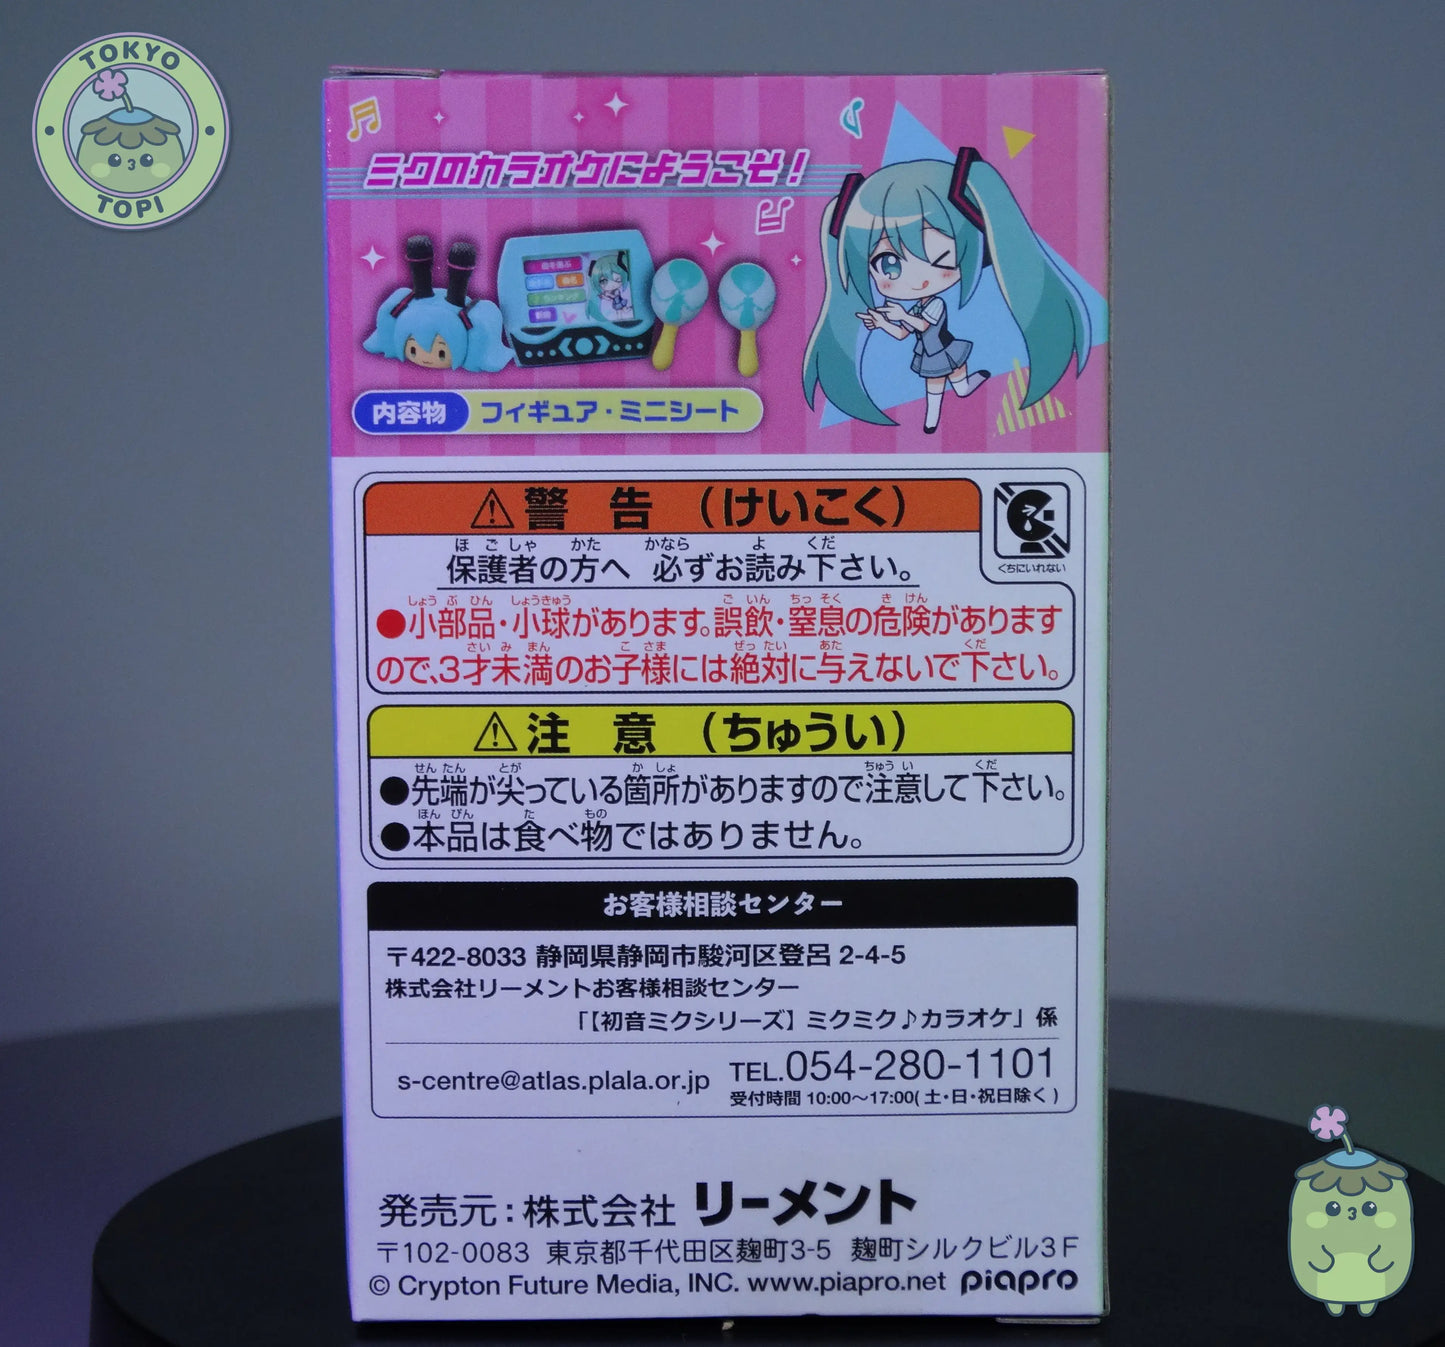 TOKYO
TOPI
ミクのカラオケにようこそ!
曲を選ぶ
ランキング
内容物 フィギュア・ミニシート
⚠警 告 (けいこく)
くちにいれない
保護者の方へ 必ずお読み下さい。
●小部品・小球があります。誤飲・窒息の危険があります
ので、3才未満のお子様には絶対に与えないで下さい。
⚠注 意 (ちゅうい)
●先端が尖っている箇所がありますので注意して下さい。
●本品は食べ物ではありません。
お客様相談センター
〒422-8033 静岡県静岡市駿河区登呂 2-4-5
株式会社リーメントお客様相談センター
「【初音ミクシリーズ】ミクミク♪カラオケ」係
s-centre@atlas.plala.or.jp TEL.054-280-1101
受付時間 10:00〜17:00(土・日・祝日除く)
発売元:株式会社 リーメント
〒102-0083 東京都千代田区麹町3-5 麹町シルクビル3F
© Crypton Future Media, INC. www.piapro.net piapro